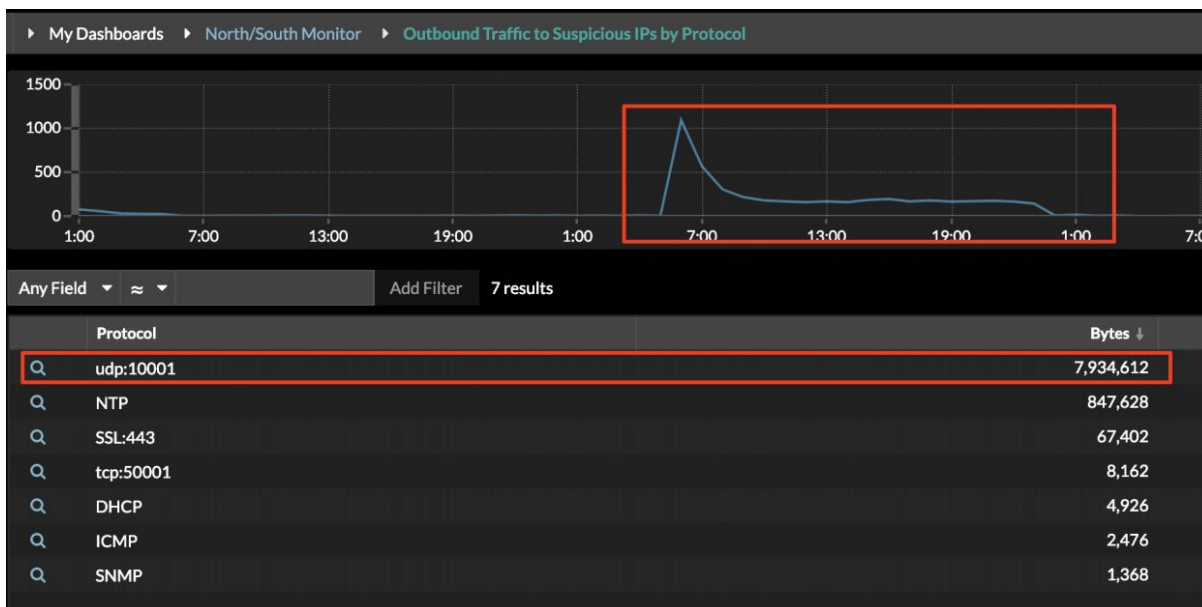 My Dashboards North/South Monitor Outbound Traffic to Suspicious IPs by Protocol
1500
1000
500
0
1:00 7:00 13:00 19:00 1:00 7:00 13:00 19:00 1:00 7:0
Any Field ≈ Add Filter 7 results
Protocol Bytes ↓
udp:10001 7,934,612
NTP 847,628
SSL:443 67,402
tcp:50001 8,162
DHCP 4,926
ICMP 2,476
SNMP 1,368